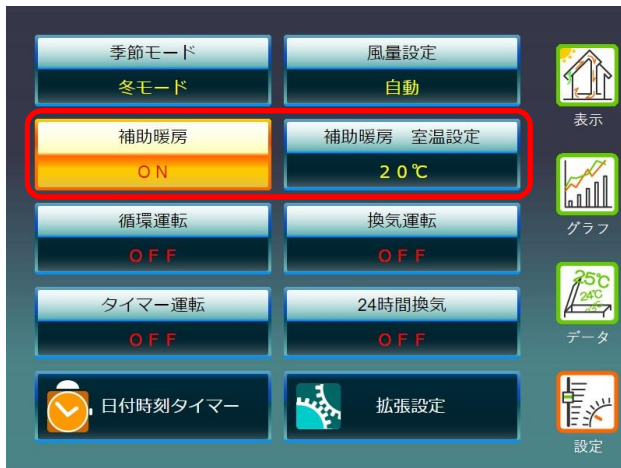 季節モード
冬モード
風量設定
自動
補助暖房
ON
補助暖房 室温設定
20℃
循環運転
OFF
換気運転
OFF
タイマー運転
OFF
24時間換気
OFF
日付時刻タイマー
拡張設定
表示
グラフ
25℃
24℃
データ
設定